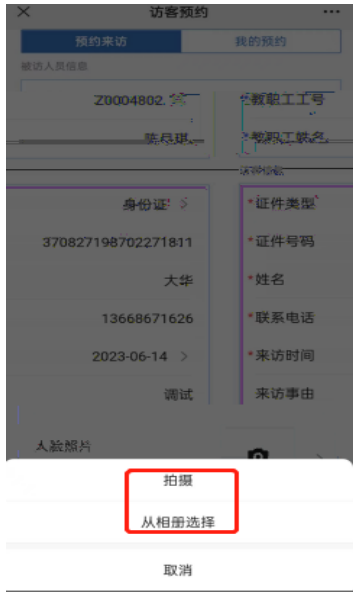 访客预约
预约来访 我的预约
被访人员信息
Z0004802. *教职工工号
*教职工姓名
身份证 *证件类型
370827198702271811 *证件号码
大华 *姓名
13668671626 *联系电话
2023-06-14 *来访时间
调试 来访事由
人脸照片
拍摄
从相册选择
取消